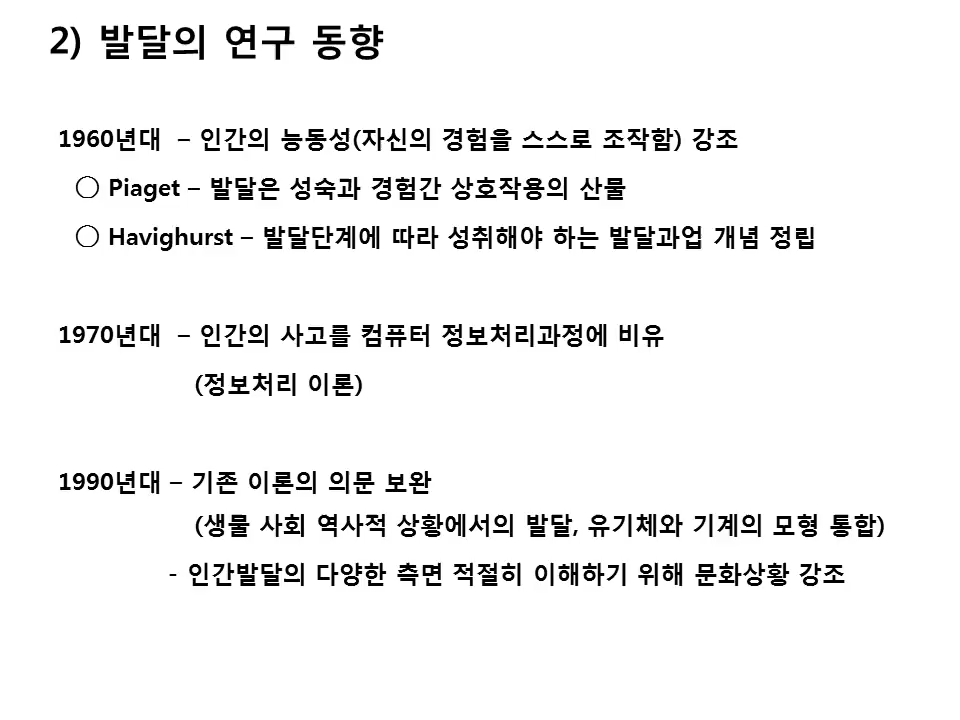 2) 발달의 연구 동향
1960년대 – 인간의 능동성(자신의 경험을 스스로 조작함) 강조
○ Piaget – 발달은 성숙과 경험간 상호작용의 산물
○ Havighurst – 발달단계에 따라 성취해야 하는 발달과업 개념 정립
1970년대 – 인간의 사고를 컴퓨터 정보처리과정에 비유
(정보처리 이론)
1990년대 – 기존 이론의 의문 보완
(생물 사회 역사적 상황에서의 발달, 유기체와 기계의 모형 통합)
- 인간발달의 다양한 측면 적절히 이해하기 위해 문화상황 강조